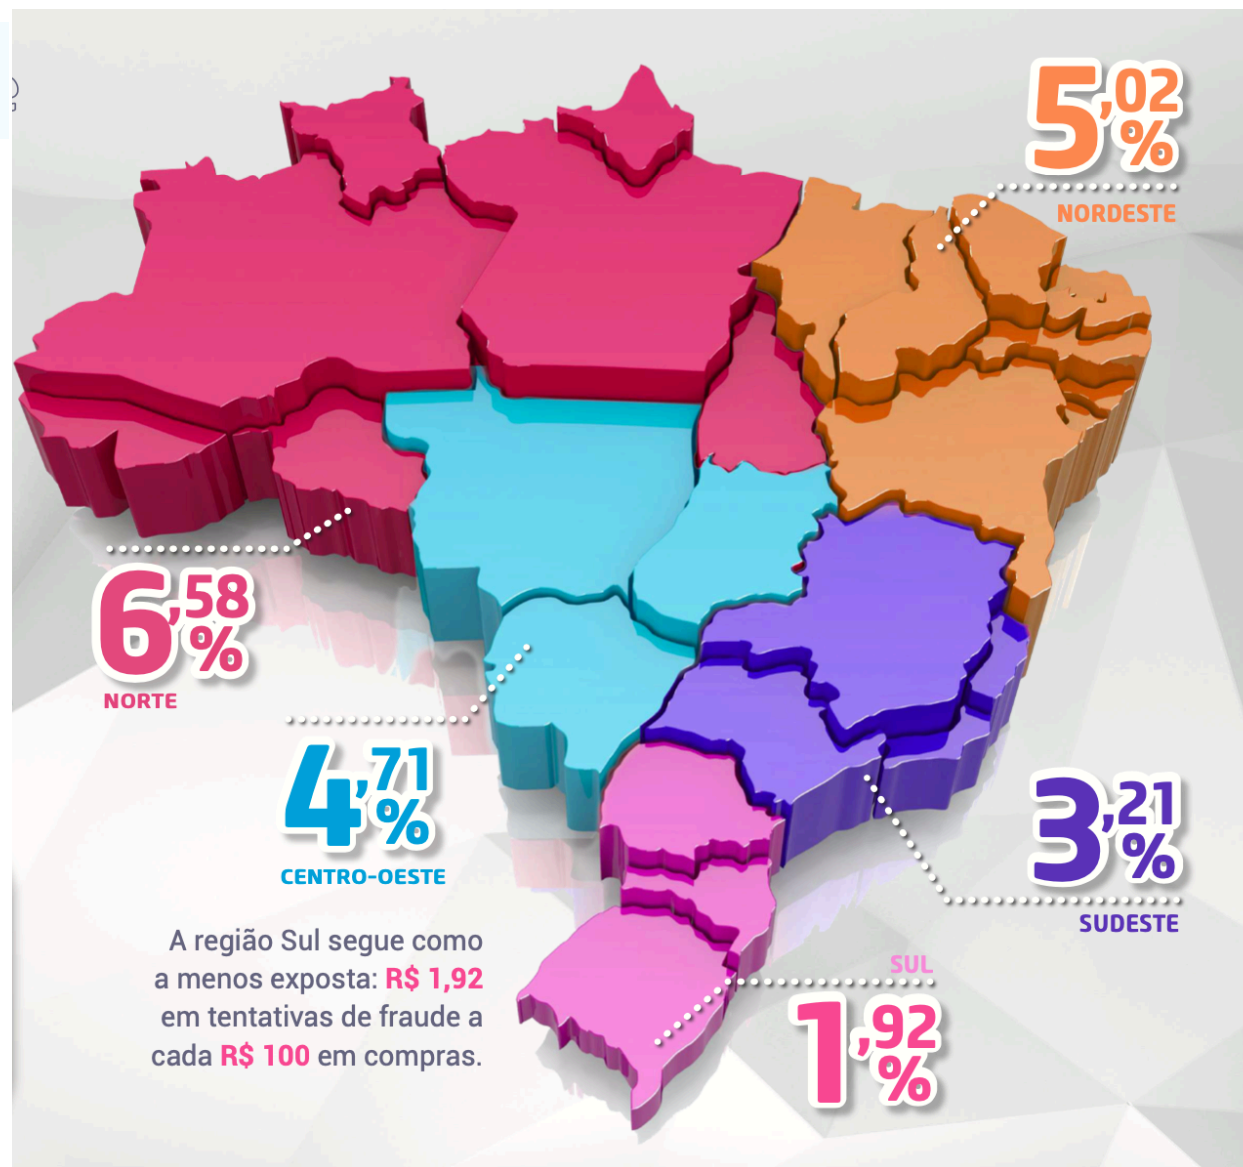 5,02%
NORDESTE
6,58%
NORTE
4,71%
CENTRO-OESTE
3,21%
SUDESTE
A região Sul segue como
a menos exposta: R$ 1,92
em tentativas de fraude a
cada R$ 100 em compras.
SUL
1,92%